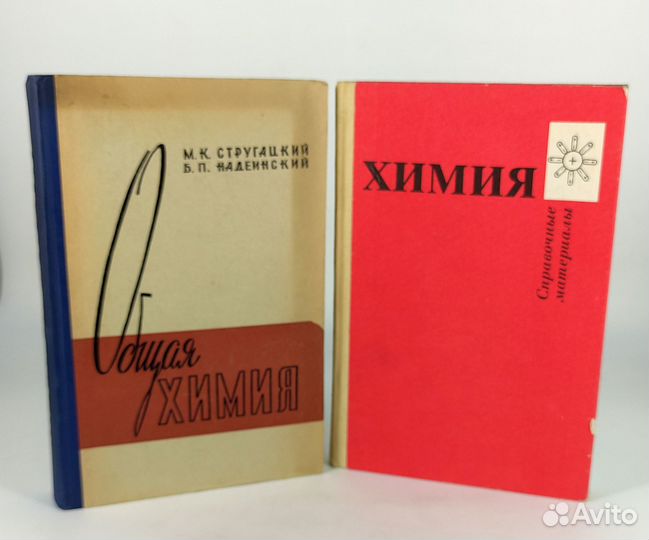 М.К. СТРУГАЦКИЙ
Б.П. НАДЕИНСКИЙ
Общая
ХИМИЯ
ХИМИЯ
Справочные
материалы
Avito